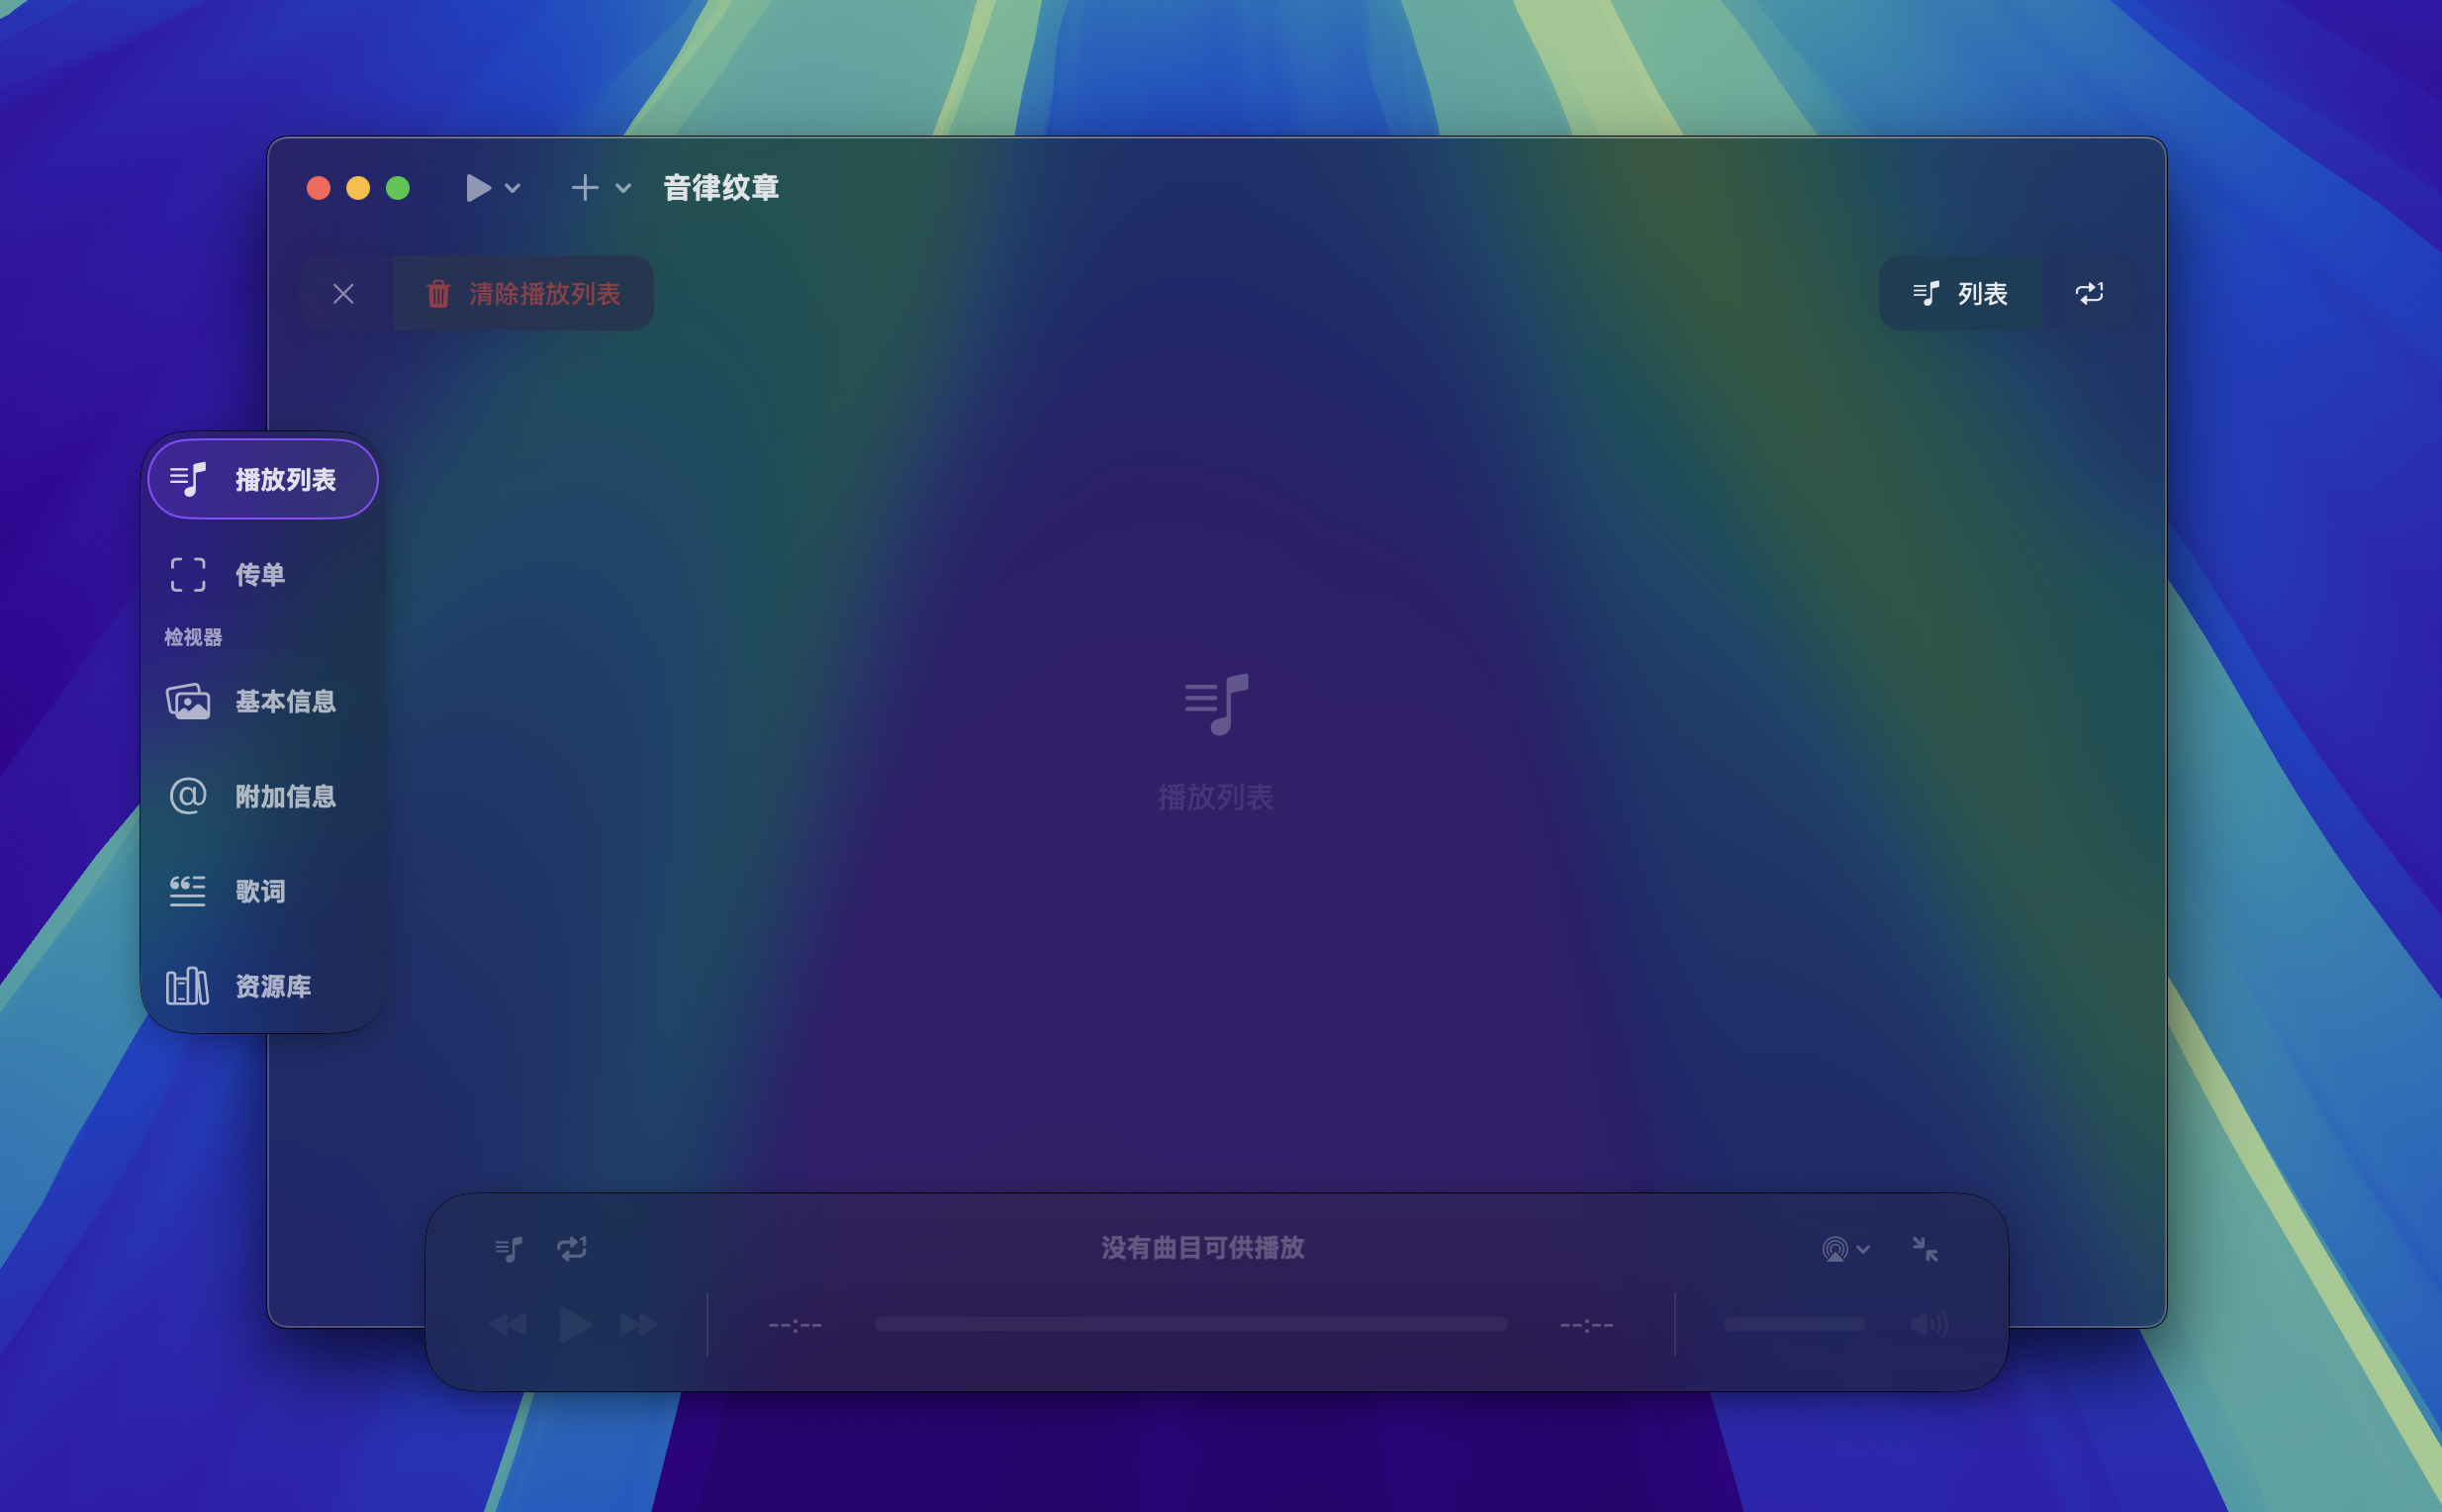 音律纹章
清除播放列表
列表
播放列表
传单
检视器
基本信息
附加信息
歌词
资源库
播放列表
没有曲目可供播放
--:--
--:--